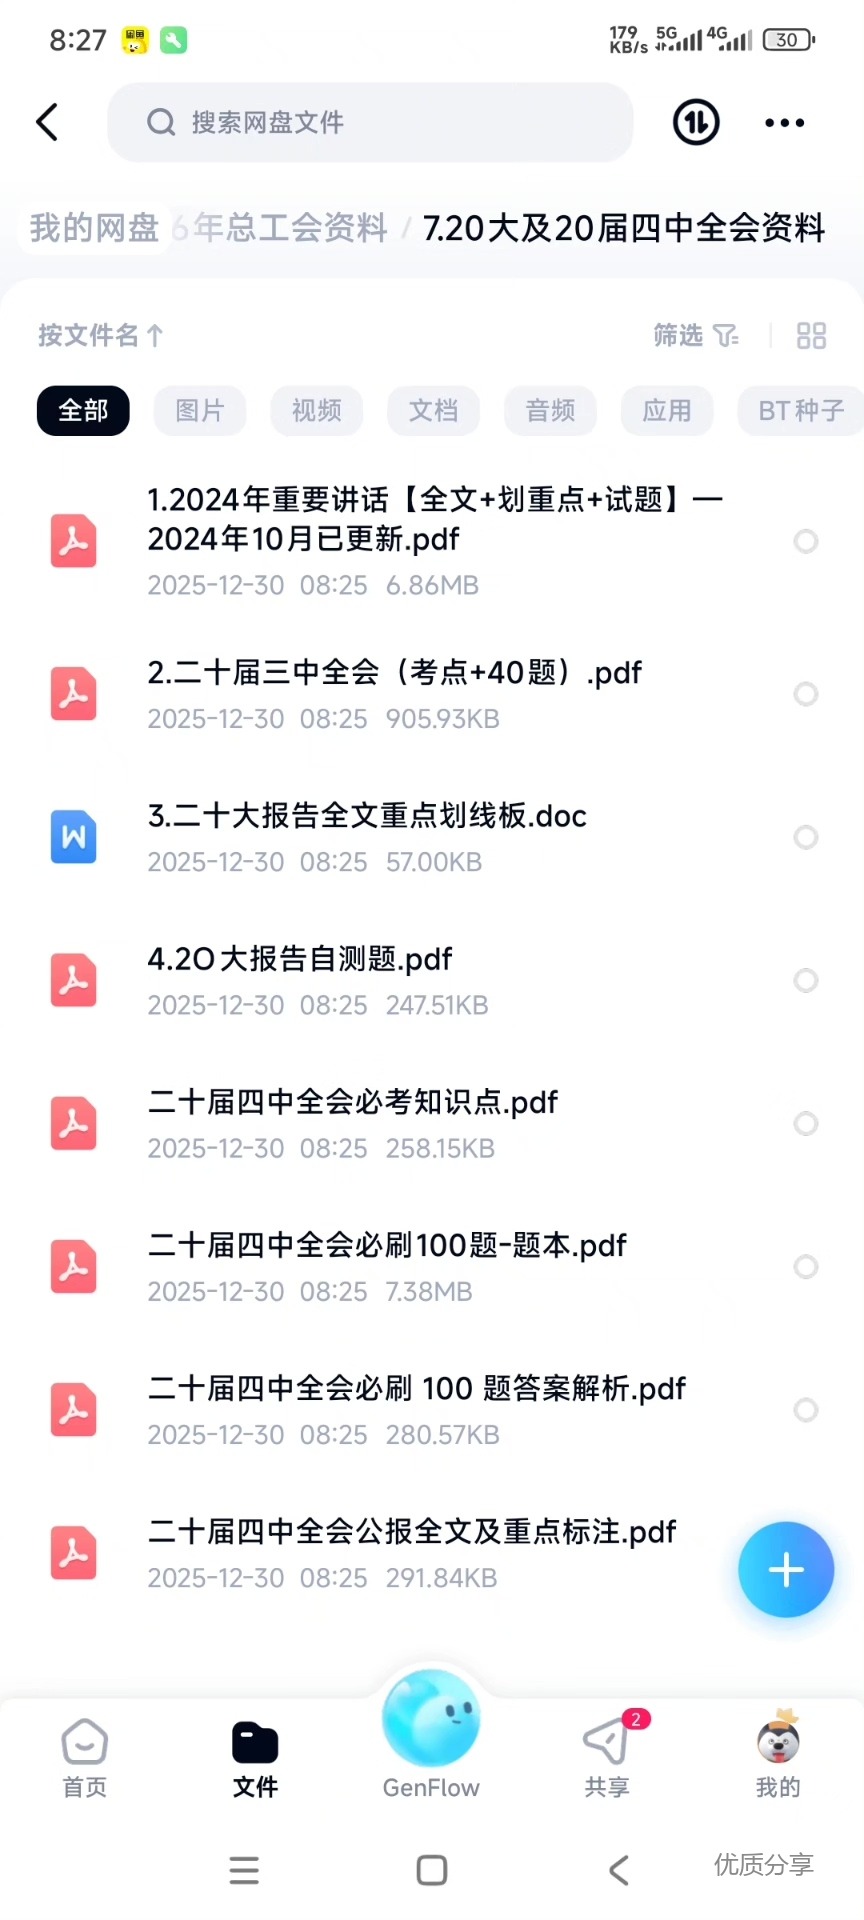 8:27 闲鱼 179 KB/s 5G 4G 30
搜索网盘文件
我的网盘 6年总工会资料 / 7.20大及20届四中全会资料
按文件名↑ 筛选
全部 图片 视频 文档 音频 应用 BT种子
1.2024年重要讲话【全文+划重点+试题】—
2024年10月已更新.pdf
2025-12-30 08:25 6.86MB
2.二十届三中全会（考点+40题）.pdf
2025-12-30 08:25 905.93KB
W
3.二十大报告全文重点划线板.doc
2025-12-30 08:25 57.00KB
4.2O大报告自测题.pdf
2025-12-30 08:25 247.51KB
二十届四中全会必考知识点.pdf
2025-12-30 08:25 258.15KB
二十届四中全会必刷100题-题本.pdf
2025-12-30 08:25 7.38MB
二十届四中全会必刷 100 题答案解析.pdf
2025-12-30 08:25 280.57KB
二十届四中全会公报全文及重点标注.pdf
2025-12-30 08:25 291.84KB
2
首页 文件 GenFlow 共享 我的
优质分享